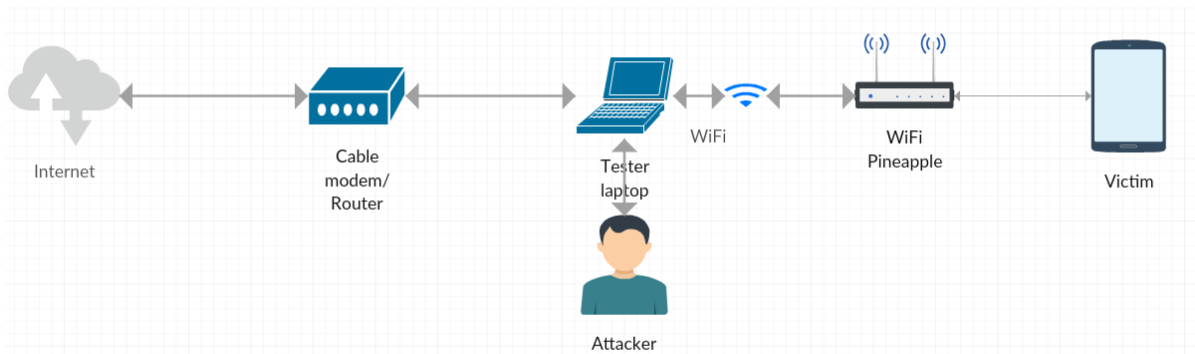 Internet
Cable
modem/
Router
Tester
laptop
WiFi
WiFi
Pineapple
Victim
Attacker